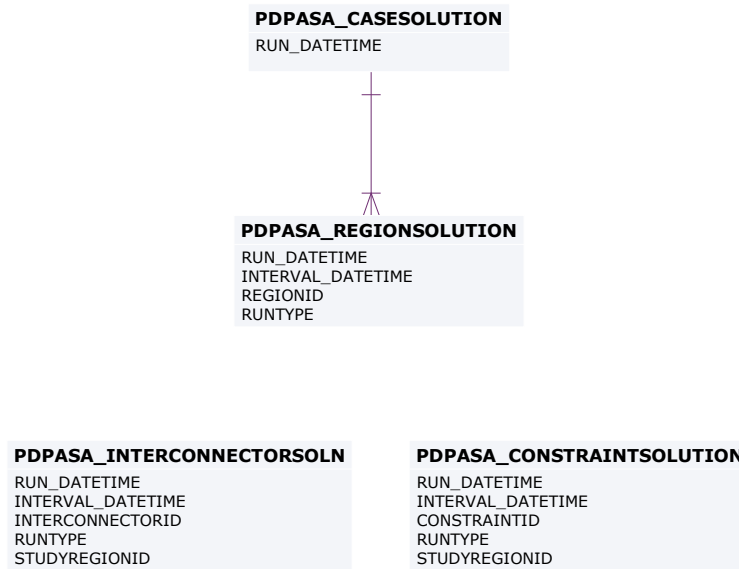 PDPASA_CASESOLUTION
RUN_DATETIME
PDPASA_REGIONSOLUTION
RUN_DATETIME
INTERVAL_DATETIME
REGIONID
RUNTYPE
PDPASA_INTERCONNECTORSOLN
RUN_DATETIME
INTERVAL_DATETIME
INTERCONNECTORID
RUNTYPE
STUDYREGIONID
PDPASA_CONSTRAINTSOLUTION
RUN_DATETIME
INTERVAL_DATETIME
CONSTRAINTID
RUNTYPE
STUDYREGIONID